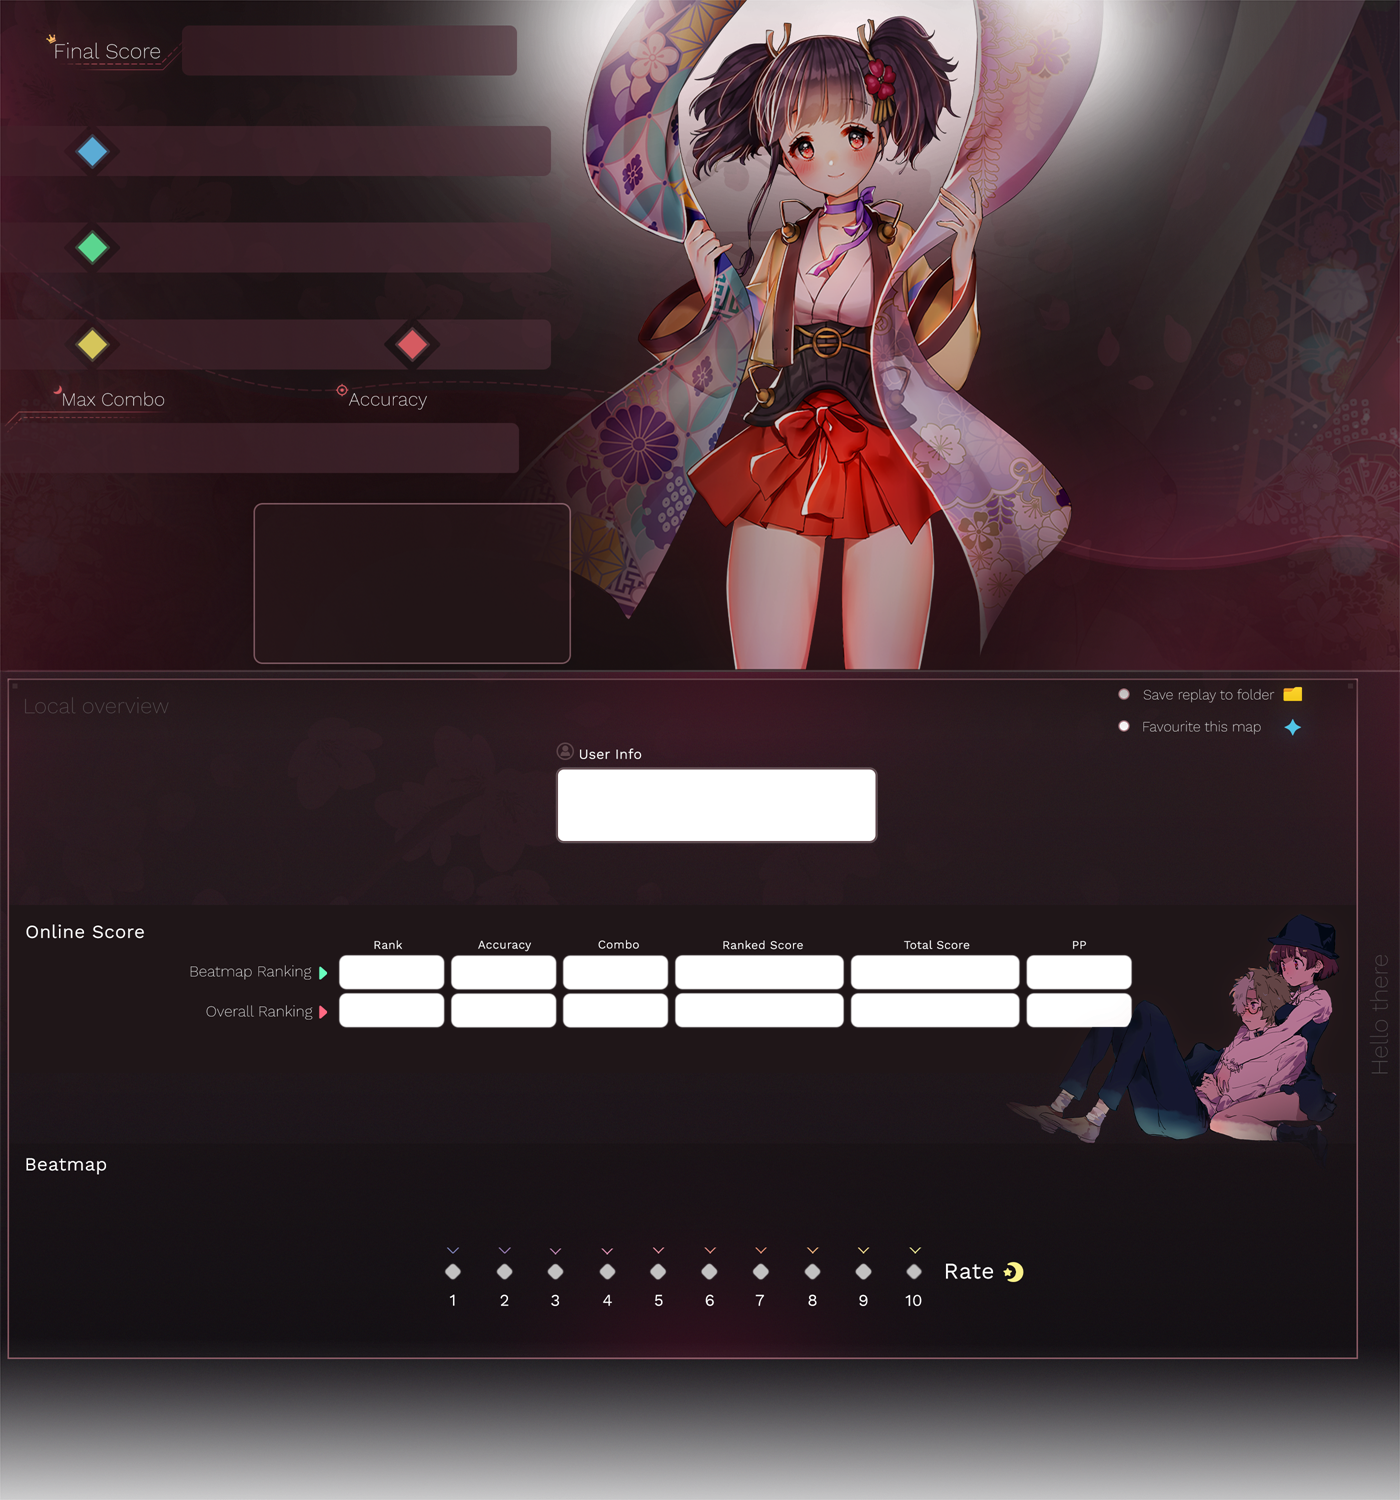 Final Score
Max Combo
Accuracy
Local overview
Save replay to folder
Favourite this map
User Info
Online Score
Rank Accuracy Combo Ranked Score Total Score PP
Beatmap Ranking
Overall Ranking
Hello there
Beatmap
Rate
1 2 3 4 5 6 7 8 9 10